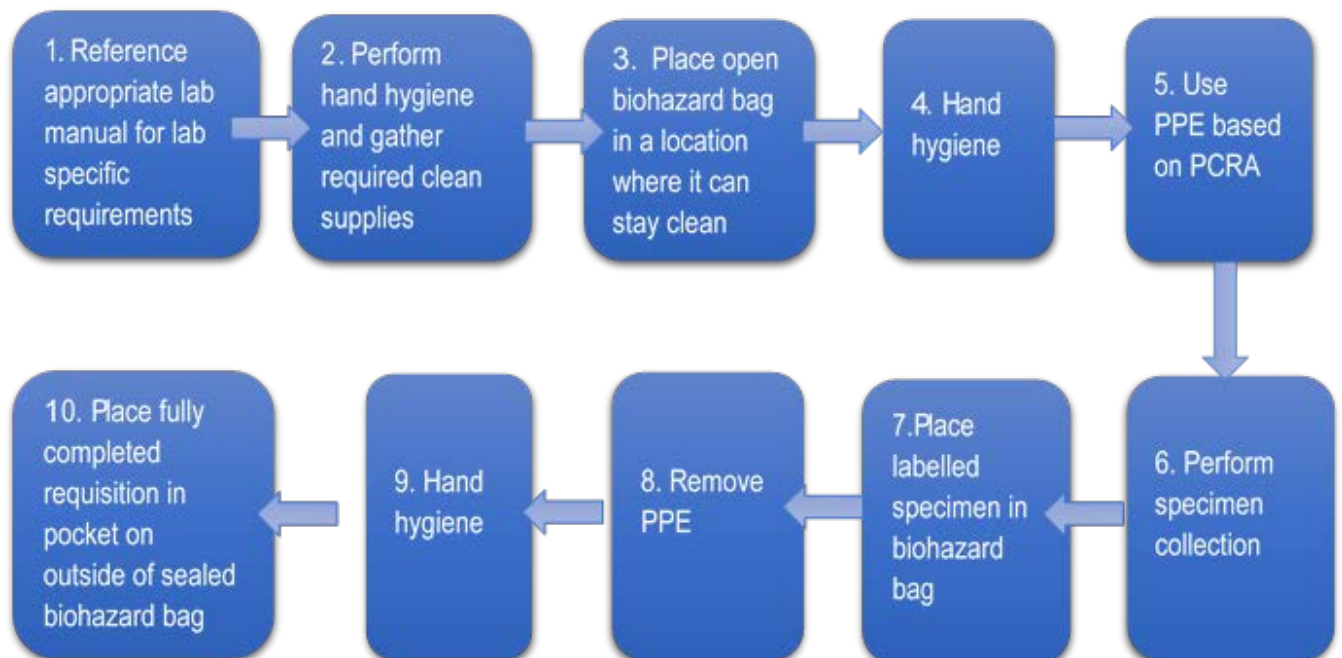 1. Reference
appropriate lab
manual for lab
specific
requirements
2. Perform
hand hygiene
and gather
required clean
supplies
3. Place open
biohazard bag
in a location
where it can
stay clean
4. Hand
hygiene
5. Use
PPE based
on PCRA
6. Perform
specimen
collection
7.Place
labelled
specimen in
biohazard
bag
8. Remove
PPE
9. Hand
hygiene
10. Place fully
completed
requisition in
pocket on
outside of sealed
biohazard bag